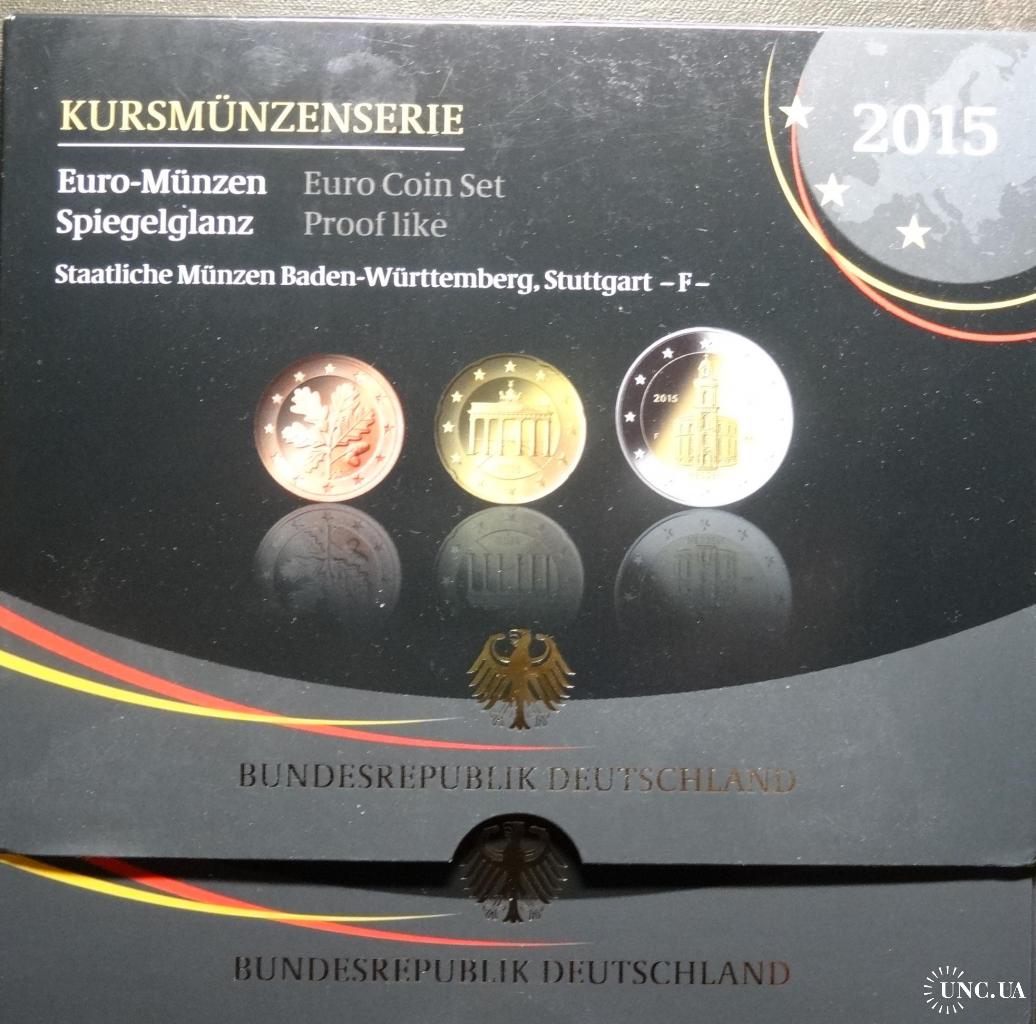 KURSMÜNZENSERIE
2015
Euro-Münzen Euro Coin Set
Spiegelglanz Proof like
Staatliche Münzen Baden-Württemberg, Stuttgart – F –
2015
F
BUNDESREPUBLIK DEUTSCHLAND
BUNDESREPUBLIK DEUTSCHLAND
UNC.UA